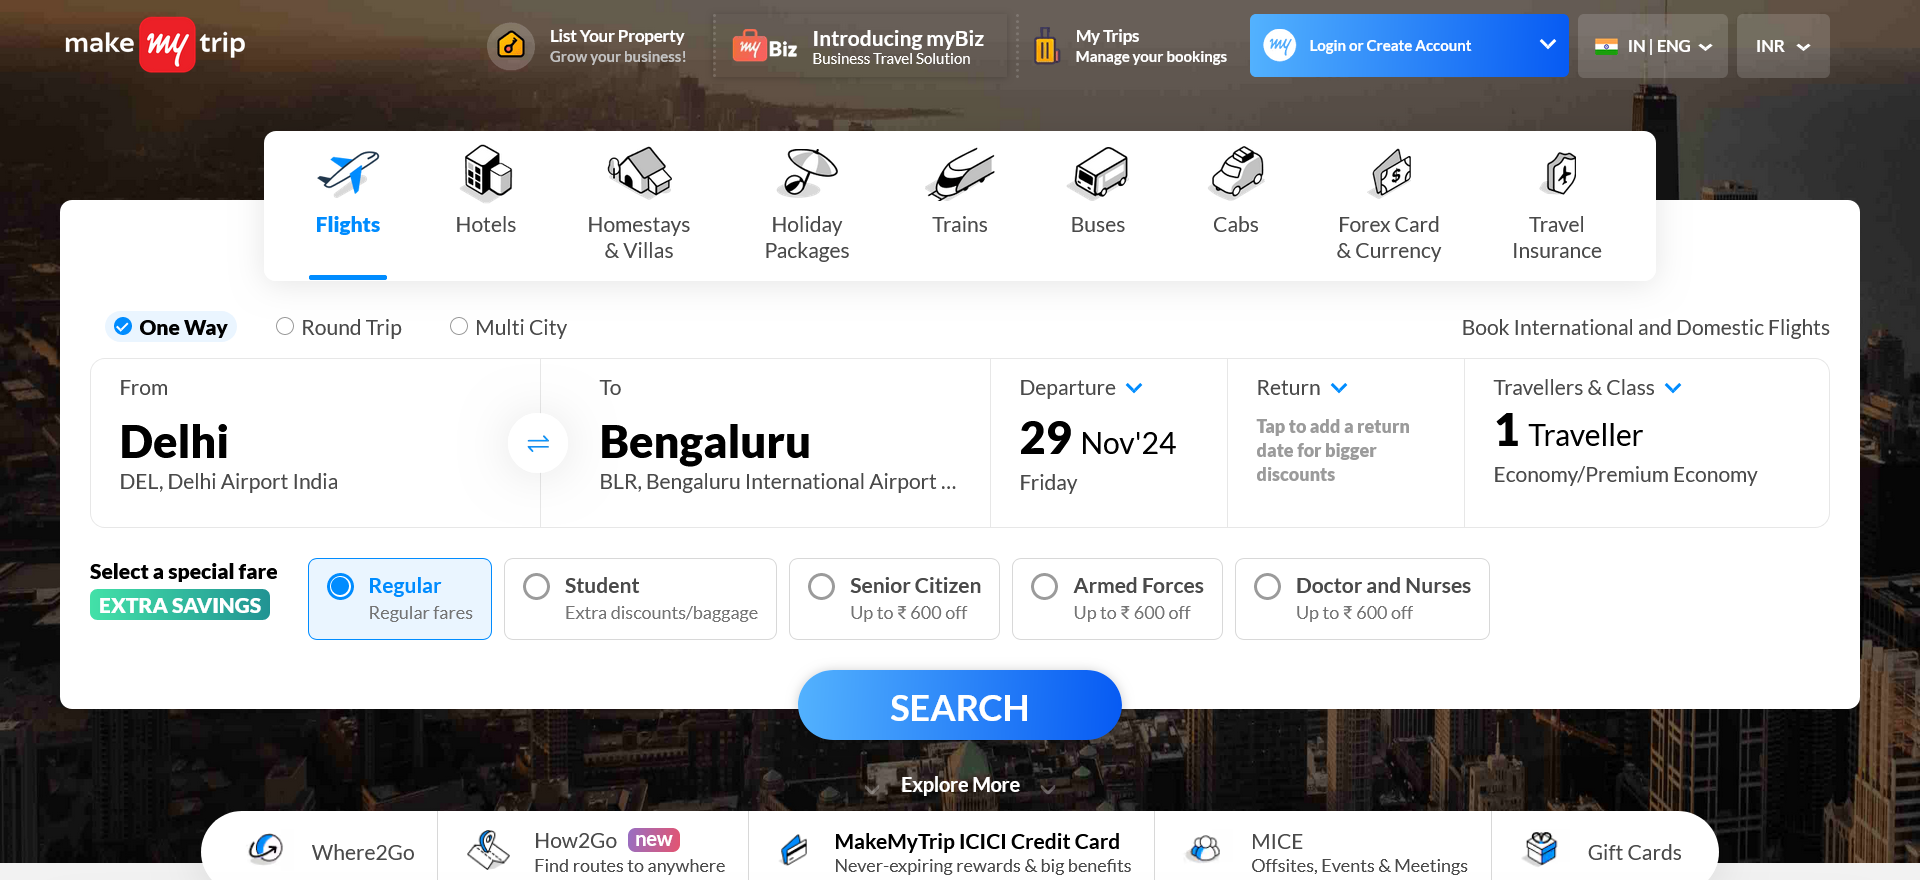 make my trip
List Your Property
Grow your business!
my Biz
Introducing myBiz
Business Travel Solution
My Trips
Manage your bookings
my
Login or Create Account
IN | ENG
INR
Flights
Hotels
Homestays
& Villas
Holiday
Packages
Trains
Buses
Cabs
Forex Card
& Currency
Travel
Insurance
One Way
Round Trip
Multi City
Book International and Domestic Flights
From
Delhi
DEL, Delhi Airport India
To
Bengaluru
BLR, Bengaluru International Airport ...
Departure
29 Nov'24
Friday
Return
Tap to add a return
date for bigger
discounts
Travellers & Class
1 Traveller
Economy/Premium Economy
Select a special fare
EXTRA SAVINGS
Regular
Regular fares
Student
Extra discounts/baggage
Senior Citizen
Up to ₹ 600 off
Armed Forces
Up to ₹ 600 off
Doctor and Nurses
Up to ₹ 600 off
SEARCH
Explore More
Where2Go
How2Go new
Find routes to anywhere
MakeMyTrip ICICI Credit Card
Never-expiring rewards & big benefits
MICE
Offsites, Events & Meetings
Gift Cards